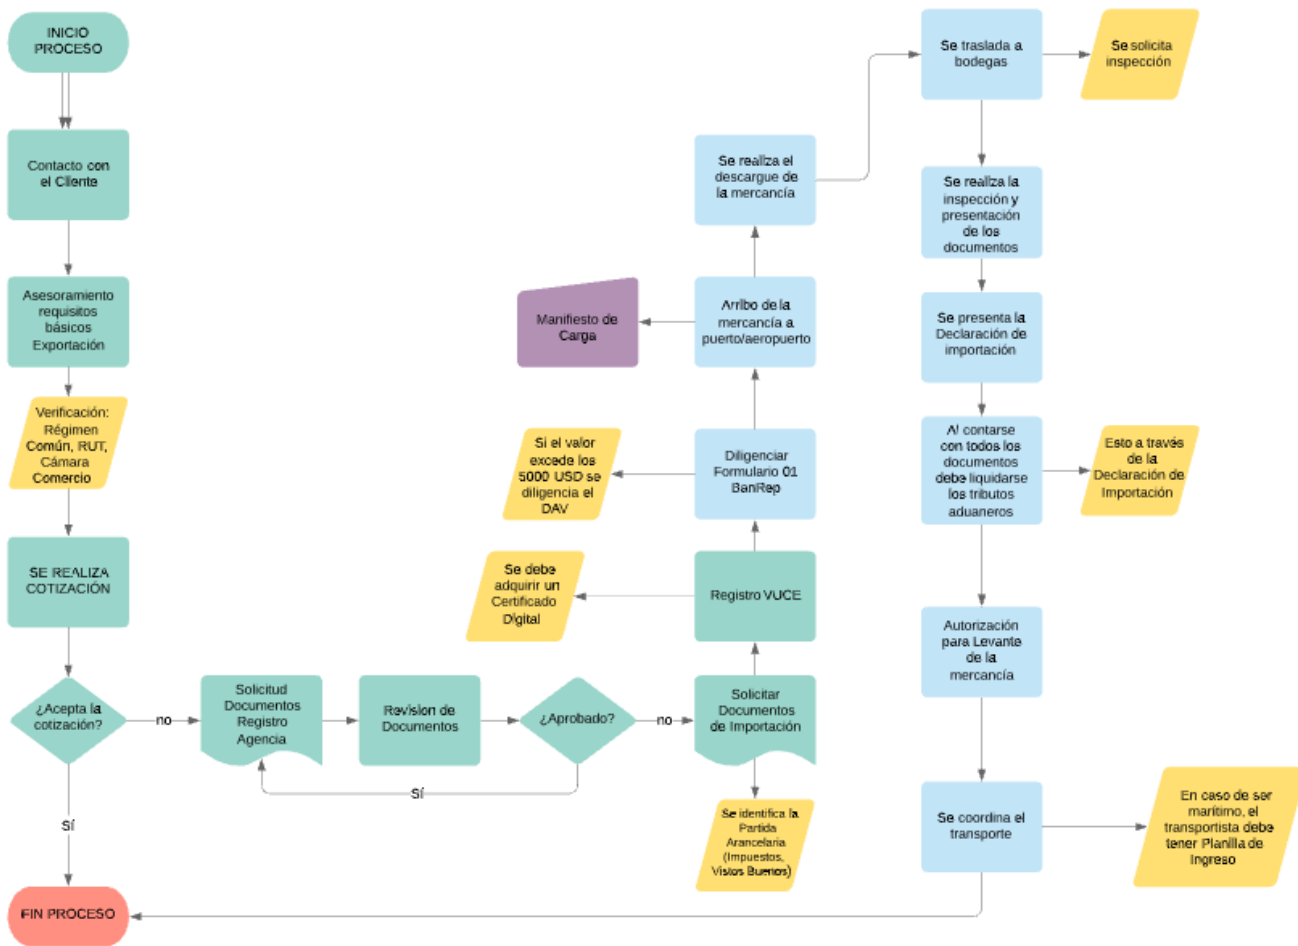 INICIO
PROCESO
Contacto con
el Cliente
Asesoramiento
requisitos
básicos
Exportación
Verificación:
Régimen
Común, RUT,
Cámara
Comercio
SE REALIZA
COTIZACIÓN
¿Acepta la
cotización?
no
Sí
FIN PROCESO
Solicitud
Documentos
Registro
Agencia
Revisión de
Documentos
¿Aprobado?
no
Sí
Solicitar
Documentos
de Importación
Se identifica la
Partida
Arancelaria
(Impuestos,
Vistos Buenos)
Registro VUCE
Se debe
adquirir un
Certificado
Digital
Diligenciar
Formulario 01
BanRep
Si el valor
excede los
5000 USD se
diligencia el
DAV
Arribo de la
mercancía a
puerto/aeropuerto
Manifiesto de
Carga
Se realiza el
descargue de
la mercancía
Se traslada a
bodegas
Se solicita
inspección
Se realiza la
inspección y
presentación
de los
documentos
Se presenta la
Declaración de
importación
Al contarse
con todos los
documentos
debe liquidarse
los tributos
aduaneros
Esto a través
de la
Declaración de
Importación
Autorización
para Levante
de la
mercancía
Se coordina el
transporte
En caso de ser
marítimo, el
transportista debe
tener Planilla de
Ingreso